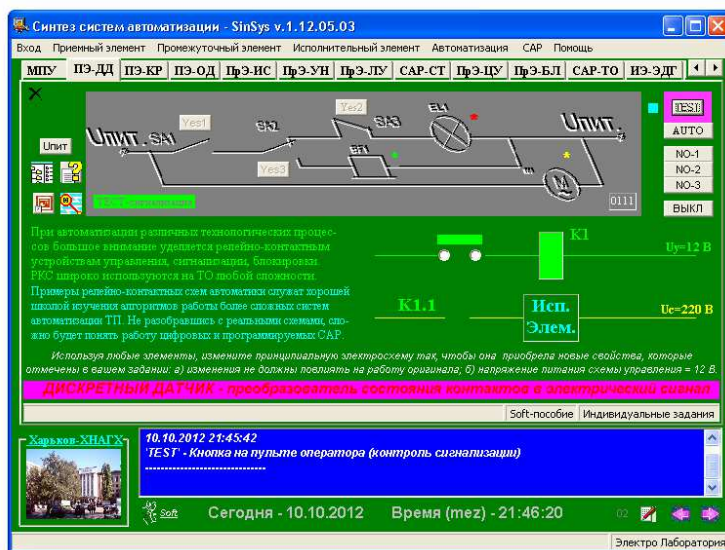 Синтез систем автоматизации - SinSys v.1.12.05.03
Вход Приемный элемент Промежуточный элемент Исполнительный элемент Автоматизация САР Помощь
МПУ ПЭ-ДД ПЭ-КР ПЭ-ОД ПрЭ-ИС ПрЭ-УН ПрЭ-ЛУ САР-СТ ПрЭ-ЦУ ПрЭ-БЛ САР-ТО ИЭ-ЭДГ
Uпит. SA1 Yes1 SA2 Yes2 SA3 EL1 Uпит.
TEST
AUTO
Uпит
Yes3 BF1
NO-1
NO-2
NO-3
M
ТЕСТ-сигнализации
0111
ВЫКЛ
При автоматизации различных технологических процес-
сов большое внимание уделяется релейно-контактным
устройствам управления, сигнализации, блокировки.
РКС широко используются на ТО любой сложности.
Примеры релейно-контактных схем автоматики служат хорошей
школой изучения алгоритмов работы более сложных систем
автоматизации ТП. Не разобравшись с реальными схемами, сло-
жно будет понять работу цифровых и программируемых САР.
K1
Uу=12 В
K1.1
Исп.
Элем.
Uс=220 В
Используя любые элементы, измените принципиальную электросхему так, чтобы она приобрела новые свойства, которые
отмечены в вашем задании: а) изменения не должны повлиять на работу оригинала; б) напряжение питания схемы управления = 12 В.
ДИСКРЕТНЫЙ ДАТЧИК - преобразователь состояния контактов в электрический сигнал
Soft-пособие Индивидуальные задания
Харьков-ХНАГХ
10.10.2012 21:45:42
'TEST' - Кнопка на пульте оператора (контроль сигнализации)
-------------------------------
Soft Сегодня - 10.10.2012 Время (mez) - 21:46:20 02
Электро Лаборатория